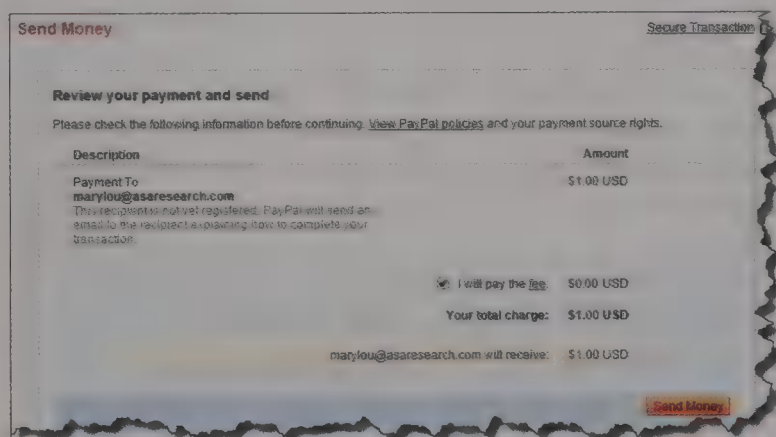 Send Money
Secure Transaction
Review your payment and send
Please check the following information before continuing. View PayPal policies and your payment source rights.
Description Amount
Payment To $1.00 USD
marylou@asaresearch.com
This recipient is not yet registered. PayPal will send an
email to the recipient explaining how to complete your
transaction.
I will pay the fee. $0.00 USD
Your total charge: $1.00 USD
marylou@asaresearch.com will receive: $1.00 USD
Send Money